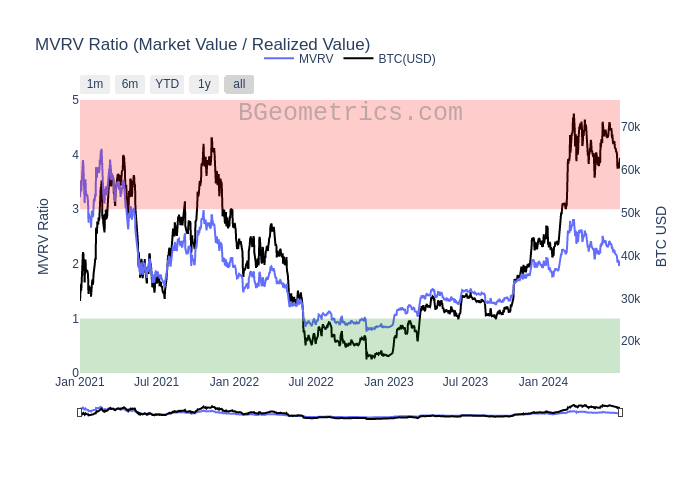 MVRV Ratio (Market Value / Realized Value)
MVRV
BTC(USD)
1m
6m
YTD
1y
all
BGeometrics.com
5
4
3
2
1
0
MVRV Ratio
70k
60k
50k
40k
30k
20k
BTC USD
Jan 2021
Jul 2021
Jan 2022
Jul 2022
Jan 2023
Jul 2023
Jan 2024